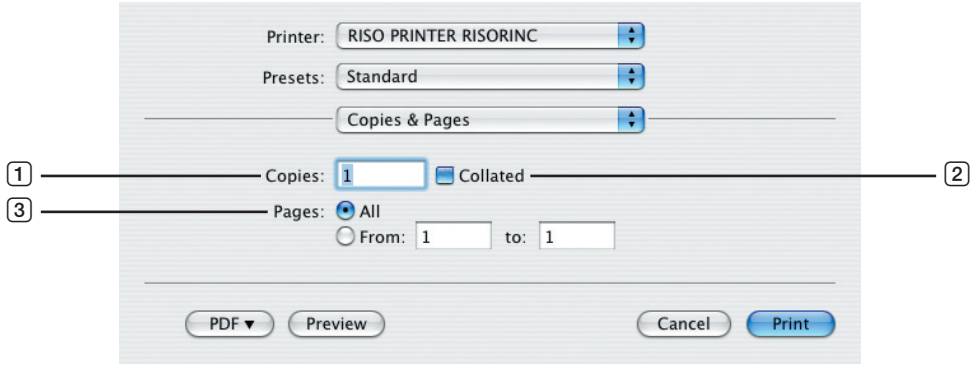 Printer: RISO PRINTER RISORINC
Presets: Standard
Copies & Pages
1 Copies: 1 Collated 2
3 Pages: All
From: 1 to: 1
PDF ▼ Preview Cancel Print